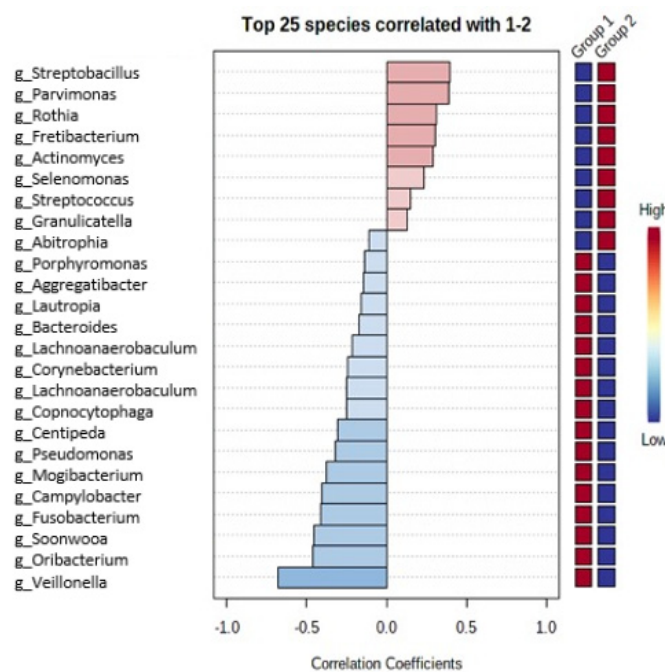 Top 25 species correlated with 1-2
Group 1
Group 2
g_Streptobacillus
g_Parvimonas
g_Rothia
g_Fretibacterium
g_Actinomyces
g_Selenomonas
g_Streptococcus
g_Granulicatella
g_Abitrophia
g_Porphyromonas
g_Aggregatibacter
g_Lautropia
g_Bacteroides
g_Lachnoanaerobaculum
g_Corynebacterium
g_Lachnoanaerobaculum
g_Copnocytophaga
g_Centipeda
g_Pseudomonas
g_Mogibacterium
g_Campylobacter
g_Fusobacterium
g_Soonwooa
g_Oribacterium
g_Veillonella
High
Low
-1.0 -0.5 0.0 0.5 1.0
Correlation Coefficients